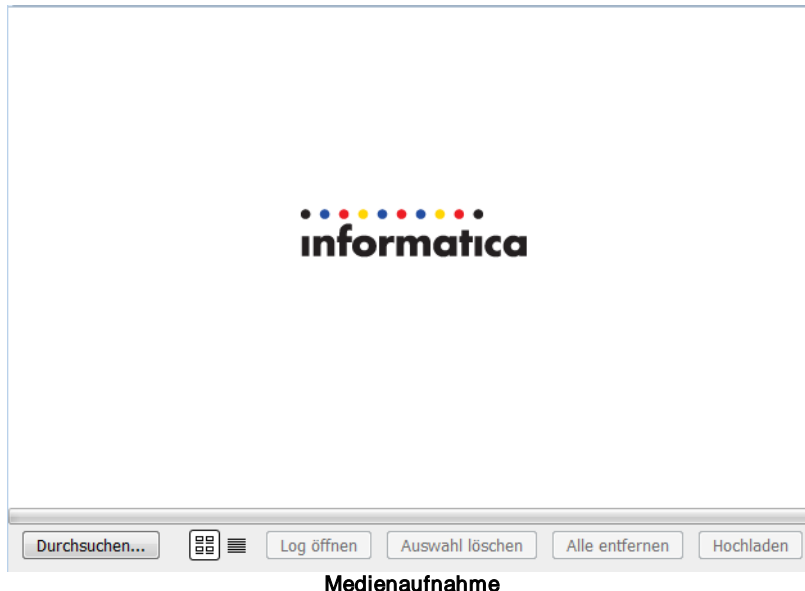 informatica
Durchsuchen... Log öffnen Auswahl löschen Alle entfernen Hochladen
Medienaufnahme